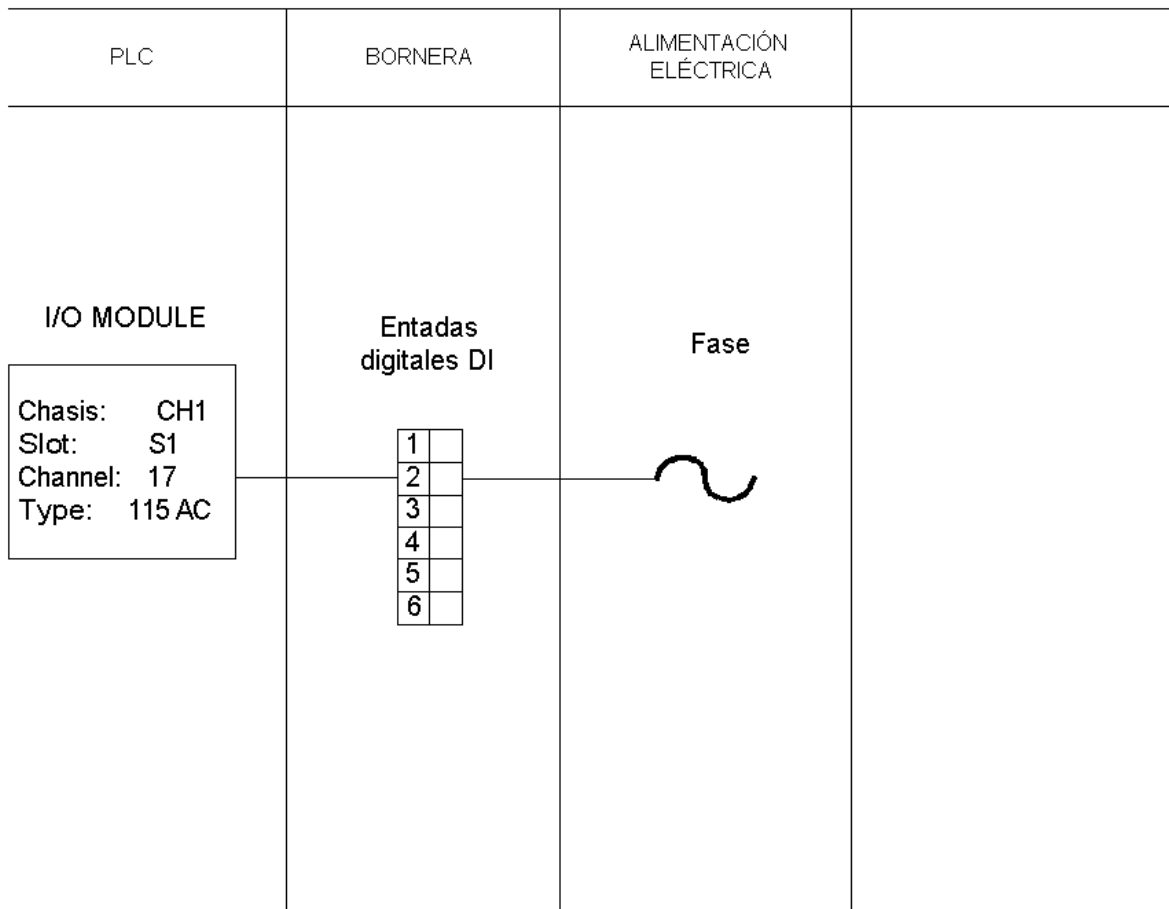 PLC
BORNERA
ALIMENTACIÓN
ELÉCTRICA
I/O MODULE
Chasis: CH1
Slot: S1
Channel: 17
Type: 115 AC
Entadas
digitales DI
1
2
3
4
5
6
Fase